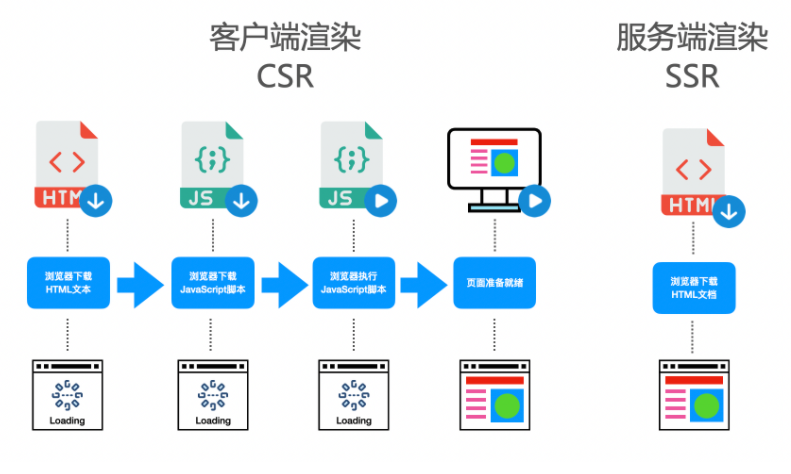 客户端渲染
CSR
服务端渲染
SSR
HTML
JS
JS
HTML
浏览器下载
HTML文本
浏览器下载
JavaScript脚本
浏览器执行
JavaScript脚本
页面准备就绪
浏览器下载
HTML文档
Loading
Loading
Loading